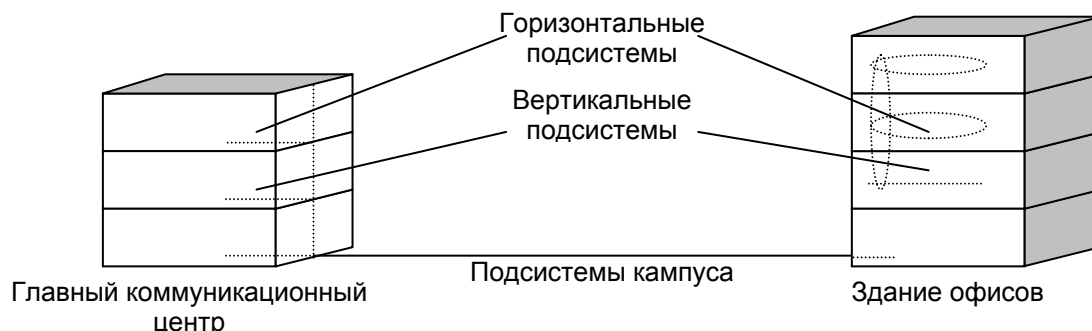 Горизонтальные
подсистемы
Вертикальные
подсистемы
Подсистемы кампуса
Главный коммуникационный
центр
Здание офисов